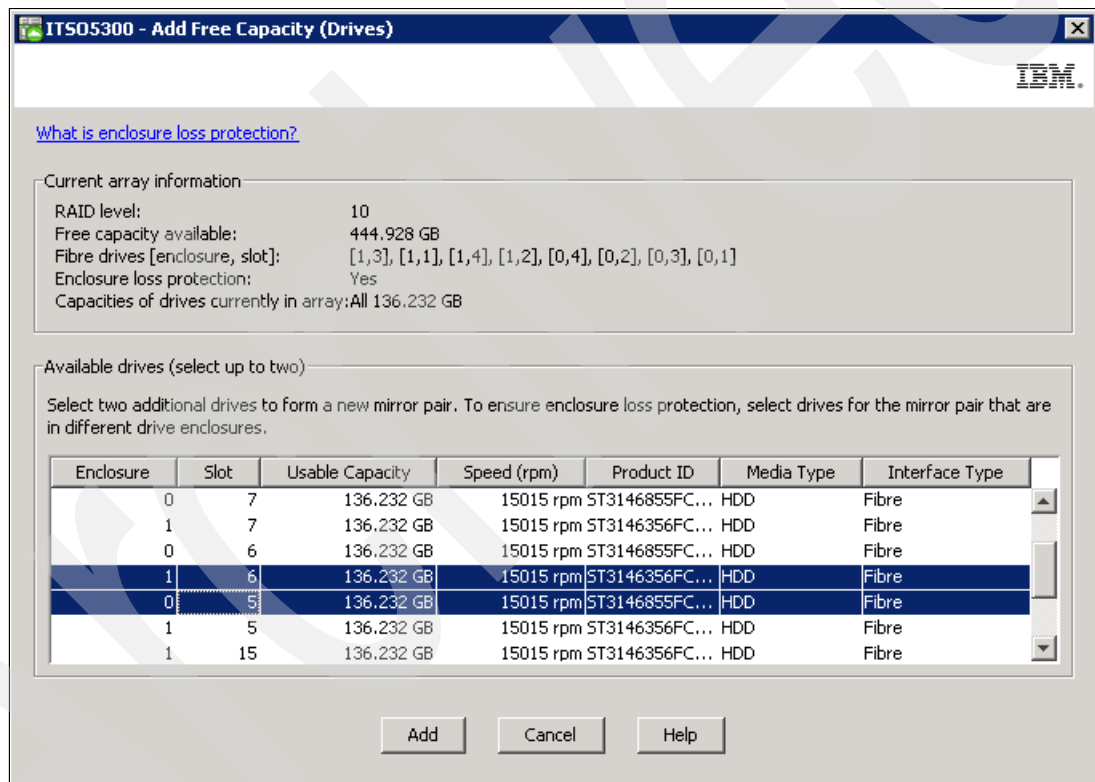 ITSO5300 - Add Free Capacity (Drives)
IBM.
What is enclosure loss protection?
Current array information
RAID level: 10
Free capacity available: 444.928 GB
Fibre drives [enclosure, slot]: [1,3], [1,1], [1,4], [1,2], [0,4], [0,2], [0,3], [0,1]
Enclosure loss protection: Yes
Capacities of drives currently in array:All 136.232 GB
Available drives (select up to two)
Select two additional drives to form a new mirror pair. To ensure enclosure loss protection, select drives for the mirror pair that are
in different drive enclosures.
Enclosure Slot Usable Capacity Speed (rpm) Product ID Media Type Interface Type
0 7 136.232 GB 15015 rpm ST3146855FC... HDD Fibre
1 7 136.232 GB 15015 rpm ST3146356FC... HDD Fibre
0 6 136.232 GB 15015 rpm ST3146855FC... HDD Fibre
1 6 136.232 GB 15015 rpm ST3146356FC... HDD Fibre
0 5 136.232 GB 15015 rpm ST3146855FC... HDD Fibre
1 5 136.232 GB 15015 rpm ST3146356FC... HDD Fibre
1 15 136.232 GB 15015 rpm ST3146356FC... HDD Fibre
Add Cancel Help